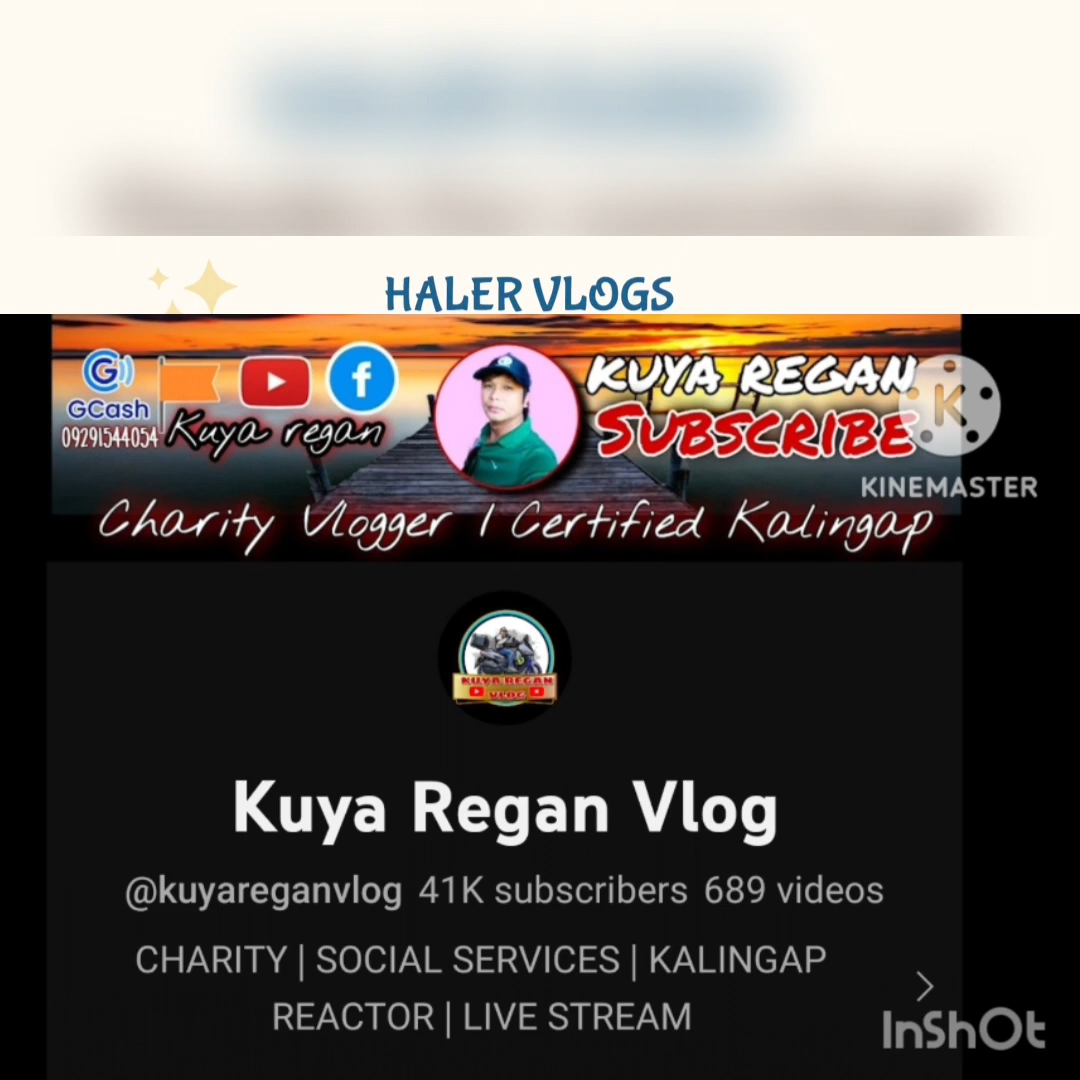 HALER VLOGS
GCash
09291544054
Kuya regan
KUYA REGAN
SUBSCRIBE
K
KINEMASTER
Charity Vlogger | Certified Kalingap
KUYA REGAN
VLOG
Kuya Regan Vlog
@kuyareganvlog 41K subscribers 689 videos
CHARITY | SOCIAL SERVICES | KALINGAP
REACTOR | LIVE STREAM
InShOt